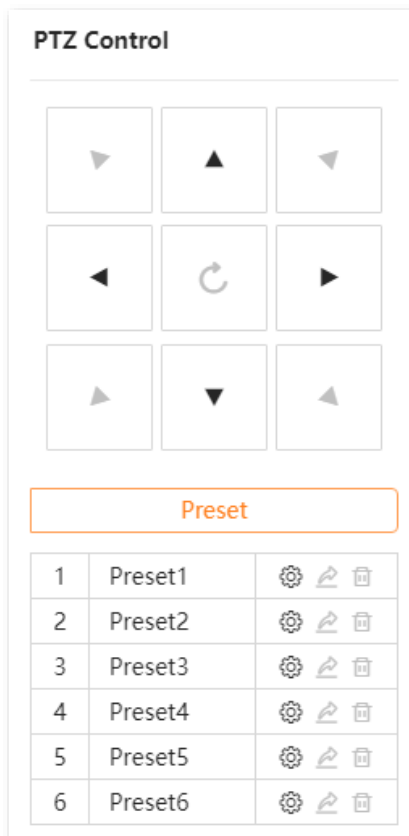 PTZ Control
Preset
1 Preset1
2 Preset2
3 Preset3
4 Preset4
5 Preset5
6 Preset6